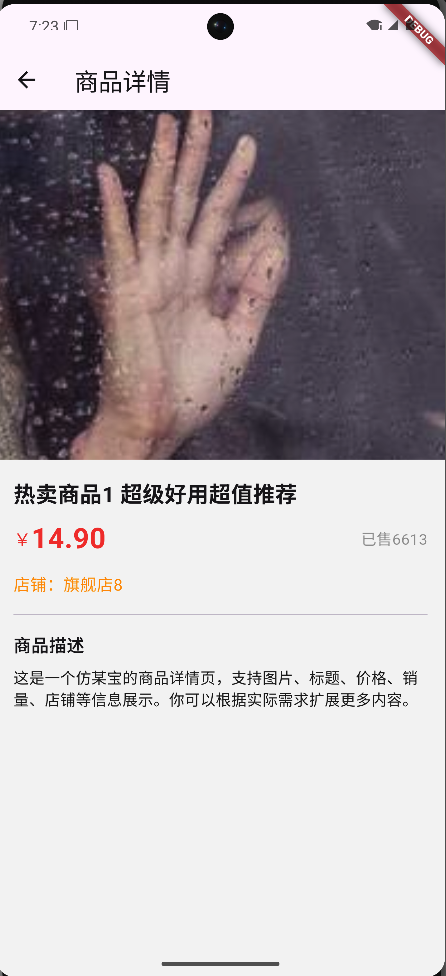 7:23
DEBUG
商品详情
热卖商品1 超级好用超值推荐
¥14.90
已售6613
店铺：旗舰店8
商品描述
这是一个仿某宝的商品详情页，支持图片、标题、价格、销
量、店铺等信息展示。你可以根据实际需求扩展更多内容。